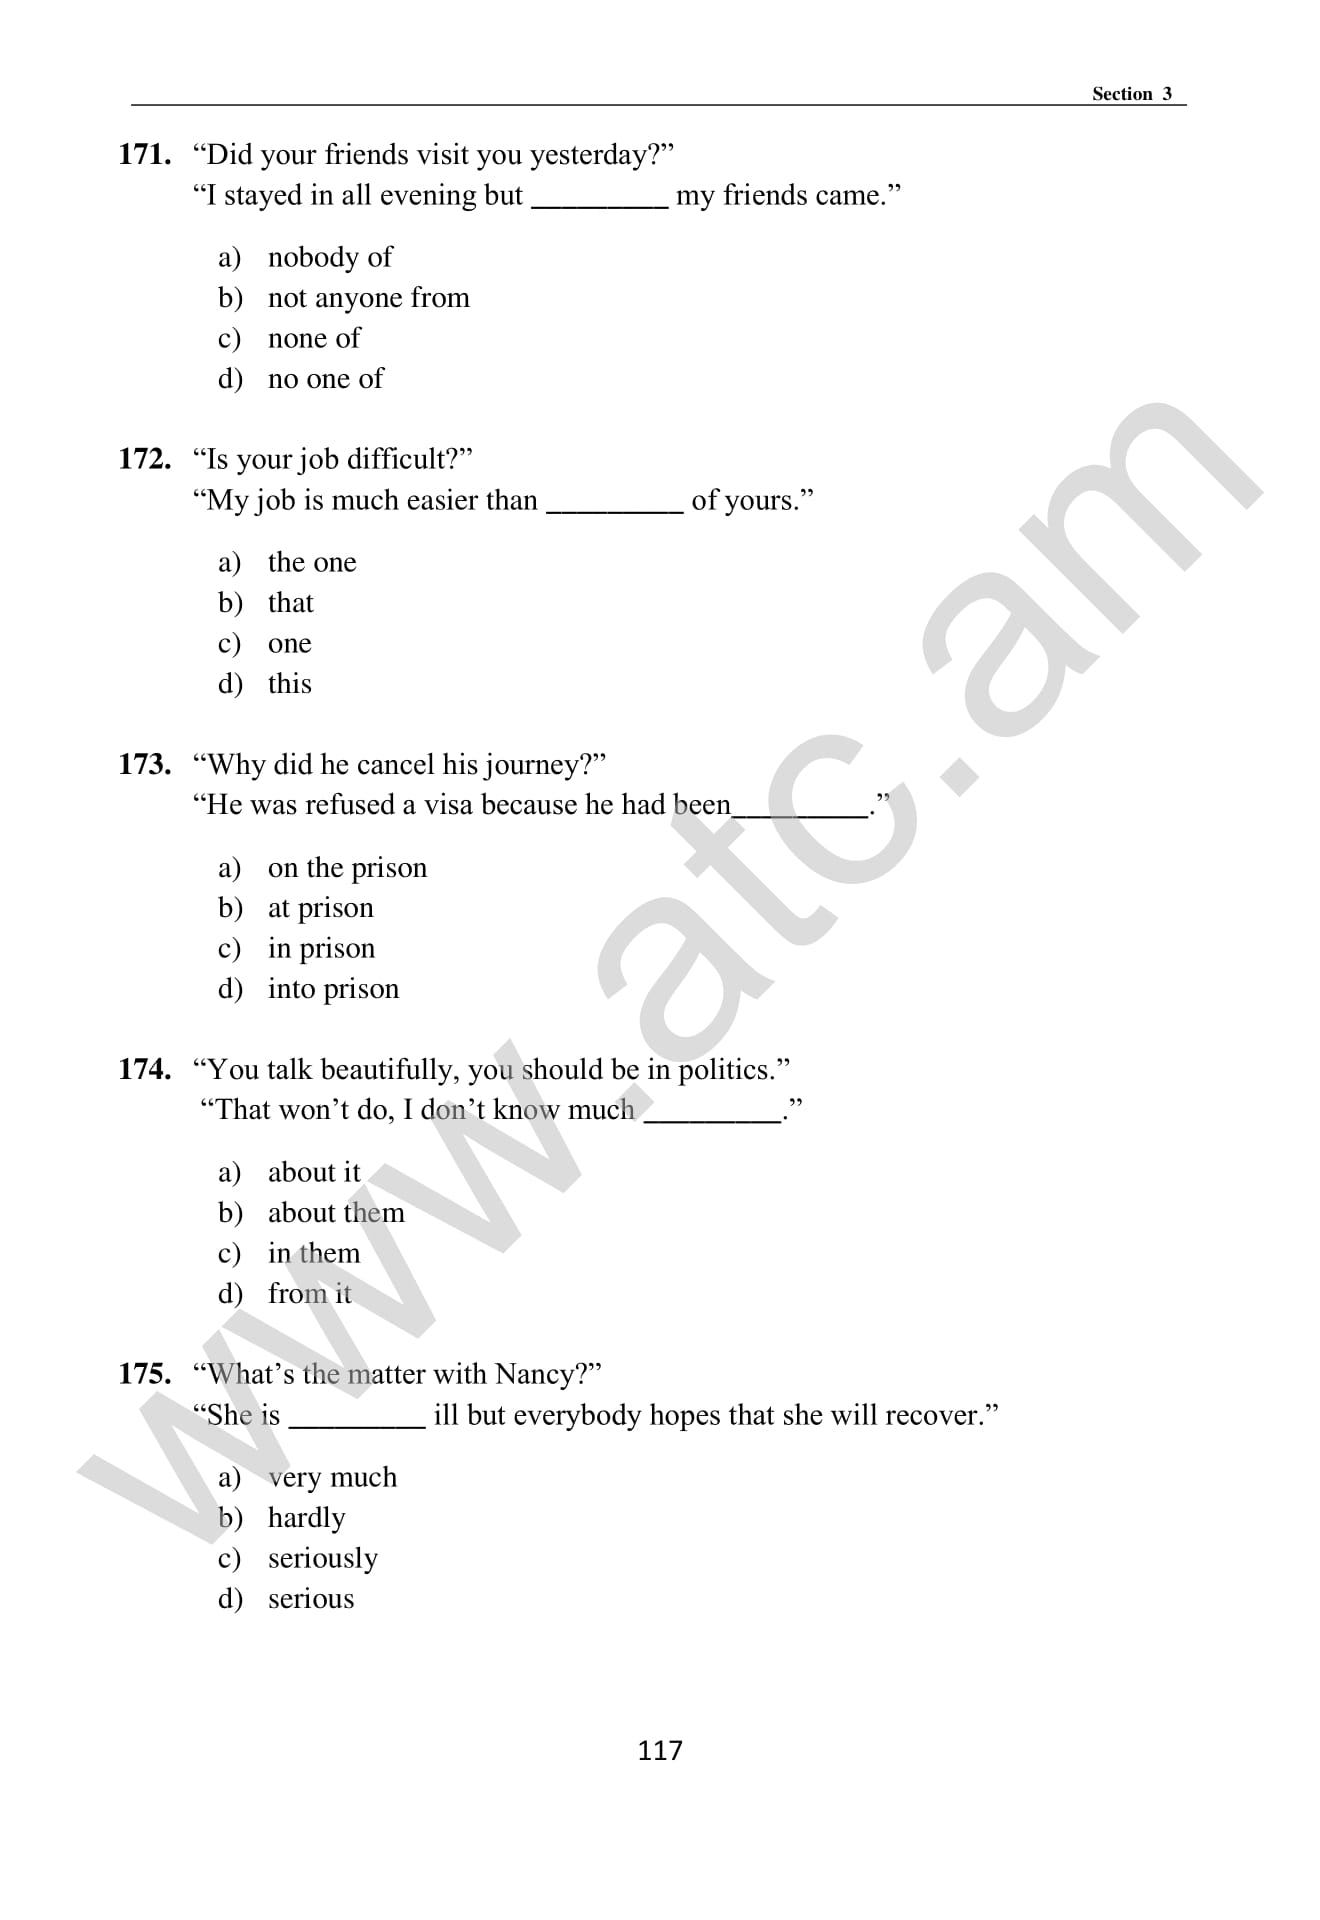 Section 3
171. “Did your friends visit you yesterday?”
“I stayed in all evening but _________ my friends came.”
a) nobody of
b) not anyone from
c) none of
d) no one of
172. “Is your job difficult?”
“My job is much easier than _________ of yours.”
a) the one
b) that
c) one
d) this
173. “Why did he cancel his journey?”
“He was refused a visa because he had been_________.”
a) on the prison
b) at prison
c) in prison
d) into prison
174. “You talk beautifully, you should be in politics.”
“That won’t do, I don’t know much _________.”
a) about it
b) about them
c) in them
d) from it
175. “What’s the matter with Nancy?”
“She is _________ ill but everybody hopes that she will recover.”
a) very much
b) hardly
c) seriously
d) serious
117
www.atc.am